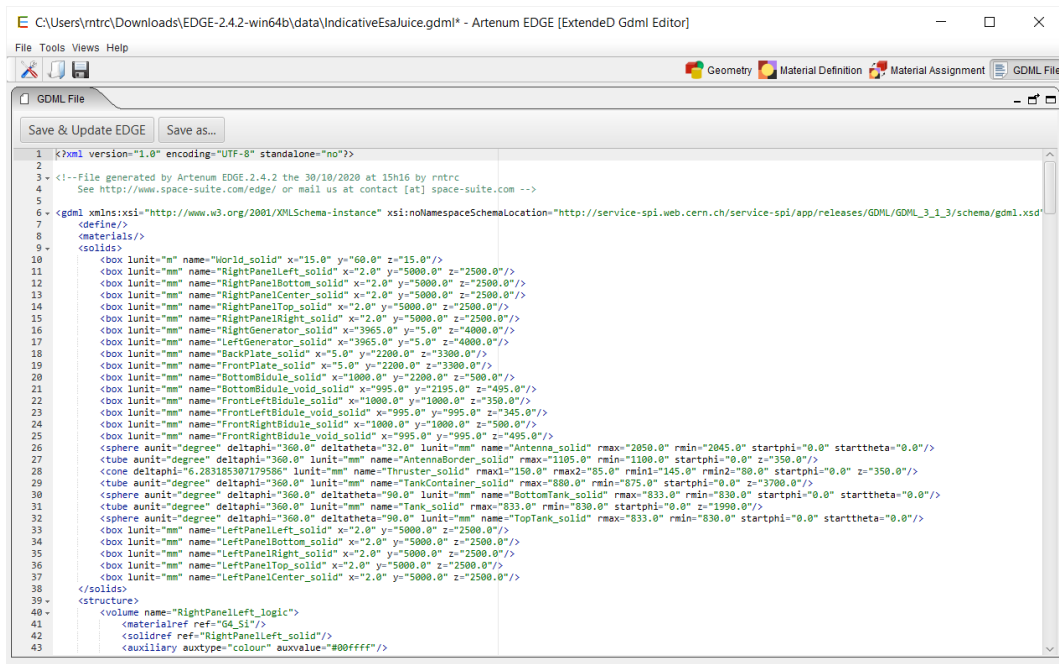 E C:\Users\rntrc\Downloads\EDGE-2.4.2-win64b\data\IndicativeEsaJuice.gdml* - Artenum EDGE [ExtendeD Gdml Editor]
File Tools Views Help
Geometry Material Definition Material Assignment GDML File
GDML File
Save & Update EDGE Save as...
1 <?xml version="1.0" encoding="UTF-8" standalone="no"?>
2
3 <!--File generated by Artenum EDGE.2.4.2 the 30/10/2020 at 15h16 by rntrc
4 See http://www.space-suite.com/edge/ or mail us at contact [at] space-suite.com -->
5
6 <gdml xmlns:xsi="http://www.w3.org/2001/XMLSchema-instance" xsi:noNamespaceSchemaLocation="http://service-spi.web.cern.ch/service-spi/app/releases/GDML/GDML_3_1_3/schema/gdml.xsd"
7 <define/>
8 <materials/>
9 <solids>
10 <box lunit="m" name="World_solid" x="15.0" y="60.0" z="15.0"/>
11 <box lunit="mm" name="RightPanelLeft_solid" x="2.0" y="5000.0" z="2500.0"/>
12 <box lunit="mm" name="RightPanelBottom_solid" x="2.0" y="5000.0" z="2500.0"/>
13 <box lunit="mm" name="RightPanelCenter_solid" x="2.0" y="5000.0" z="2500.0"/>
14 <box lunit="mm" name="RightPanelTop_solid" x="2.0" y="5000.0" z="2500.0"/>
15 <box lunit="mm" name="RightPanelRight_solid" x="2.0" y="5000.0" z="2500.0"/>
16 <box lunit="mm" name="RightGenerator_solid" x="3965.0" y="5.0" z="4000.0"/>
17 <box lunit="mm" name="LeftGenerator_solid" x="3965.0" y="5.0" z="4000.0"/>
18 <box lunit="mm" name="BackPlate_solid" x="5.0" y="2200.0" z="3300.0"/>
19 <box lunit="mm" name="FrontPlate_solid" x="5.0" y="2200.0" z="3300.0"/>
20 <box lunit="mm" name="BottomBidule_solid" x="1000.0" y="2200.0" z="500.0"/>
21 <box lunit="mm" name="BottomBidule_void_solid" x="995.0" y="2195.0" z="495.0"/>
22 <box lunit="mm" name="FrontLeftBidule_solid" x="1000.0" y="1000.0" z="350.0"/>
23 <box lunit="mm" name="FrontLeftBidule_void_solid" x="995.0" y="995.0" z="345.0"/>
24 <box lunit="mm" name="FrontRightBidule_solid" x="1000.0" y="1000.0" z="500.0"/>
25 <box lunit="mm" name="FrontRightBidule_void_solid" x="995.0" y="995.0" z="495.0"/>
26 <sphere aunit="degree" deltaphi="360.0" deltatheta="32.0" lunit="mm" name="Antenna_solid" rmax="2050.0" rmin="2045.0" startphi="0.0" starttheta="0.0"/>
27 <tube aunit="degree" deltaphi="360.0" lunit="mm" name="AntennaBorder_solid" rmax="1105.0" rmin="1100.0" startphi="0.0" z="350.0"/>
28 <cone deltaphi="6.283185307179586" lunit="mm" name="Thruster_solid" rmax1="150.0" rmax2="85.0" rmin1="145.0" rmin2="80.0" startphi="0.0" z="350.0"/>
29 <tube aunit="degree" deltaphi="360.0" lunit="mm" name="TankContainer_solid" rmax="880.0" rmin="875.0" startphi="0.0" z="3700.0"/>
30 <sphere aunit="degree" deltaphi="360.0" deltatheta="90.0" lunit="mm" name="BottomTank_solid" rmax="833.0" rmin="830.0" startphi="0.0" starttheta="0.0"/>
31 <tube aunit="degree" deltaphi="360.0" lunit="mm" name="Tank_solid" rmax="833.0" rmin="830.0" startphi="0.0" z="1990.0"/>
32 <sphere aunit="degree" deltaphi="360.0" deltatheta="90.0" lunit="mm" name="TopTank_solid" rmax="833.0" rmin="830.0" startphi="0.0" starttheta="0.0"/>
33 <box lunit="mm" name="LeftPanelLeft_solid" x="2.0" y="5000.0" z="2500.0"/>
34 <box lunit="mm" name="LeftPanelBottom_solid" x="2.0" y="5000.0" z="2500.0"/>
35 <box lunit="mm" name="LeftPanelRight_solid" x="2.0" y="5000.0" z="2500.0"/>
36 <box lunit="mm" name="LeftPanelTop_solid" x="2.0" y="5000.0" z="2500.0"/>
37 <box lunit="mm" name="LeftPanelCenter_solid" x="2.0" y="5000.0" z="2500.0"/>
38 </solids>
39 <structure>
40 <volume name="RightPanelLeft_logic">
41 <materialref ref="G4_Si"/>
42 <solidref ref="RightPanelLeft_solid"/>
43 <auxiliary auxtype="colour" auxvalue="#00ffff"/>